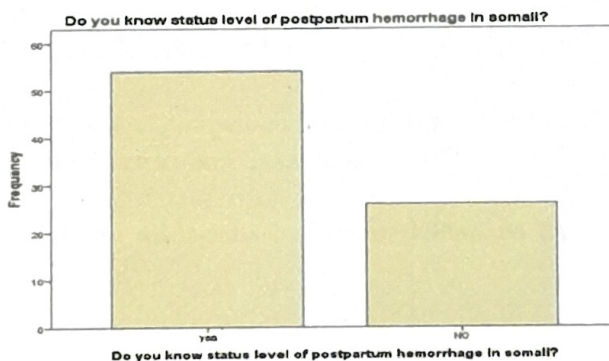 Do you know status level of postpartum hemorrhage in somali?
Frequency
60
50
40
30
20
10
0
yes
NO
Do you know status level of postpartum hemorrhage in somali?